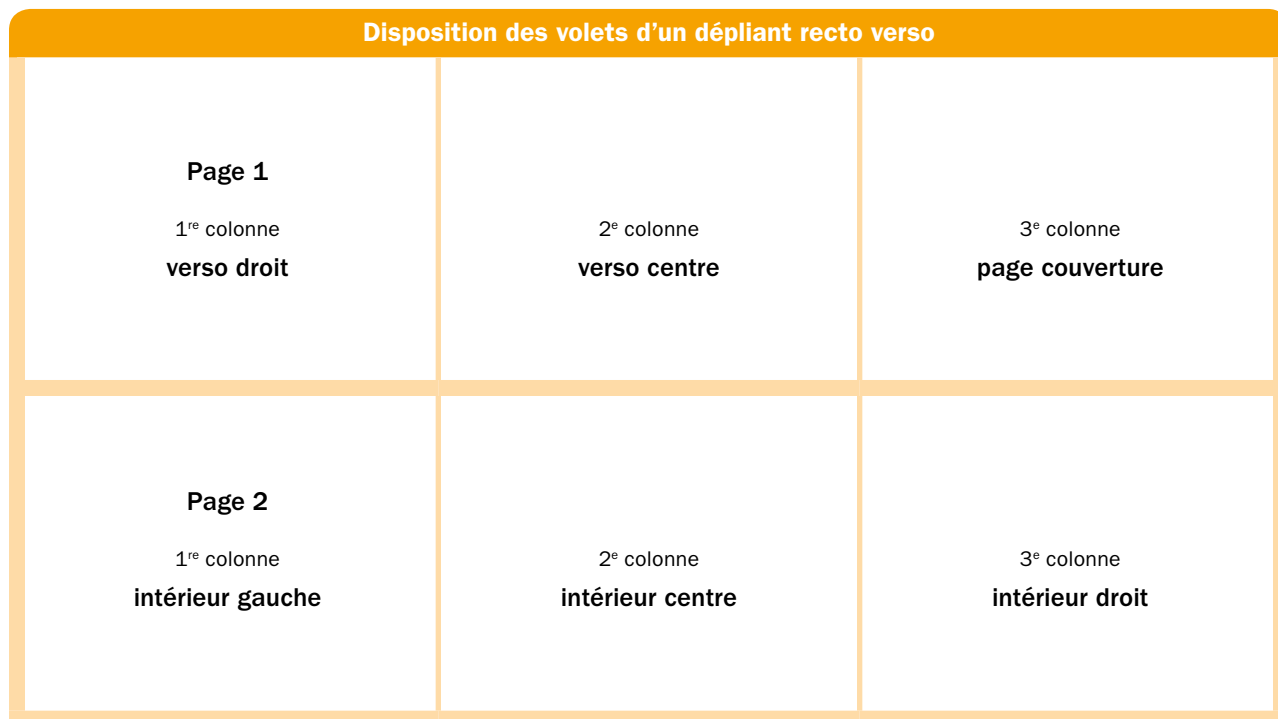 Disposition des volets d’un dépliant recto verso
Page 1
1re colonne
verso droit
2e colonne
verso centre
3e colonne
page couverture
Page 2
1re colonne
intérieur gauche
2e colonne
intérieur centre
3e colonne
intérieur droit